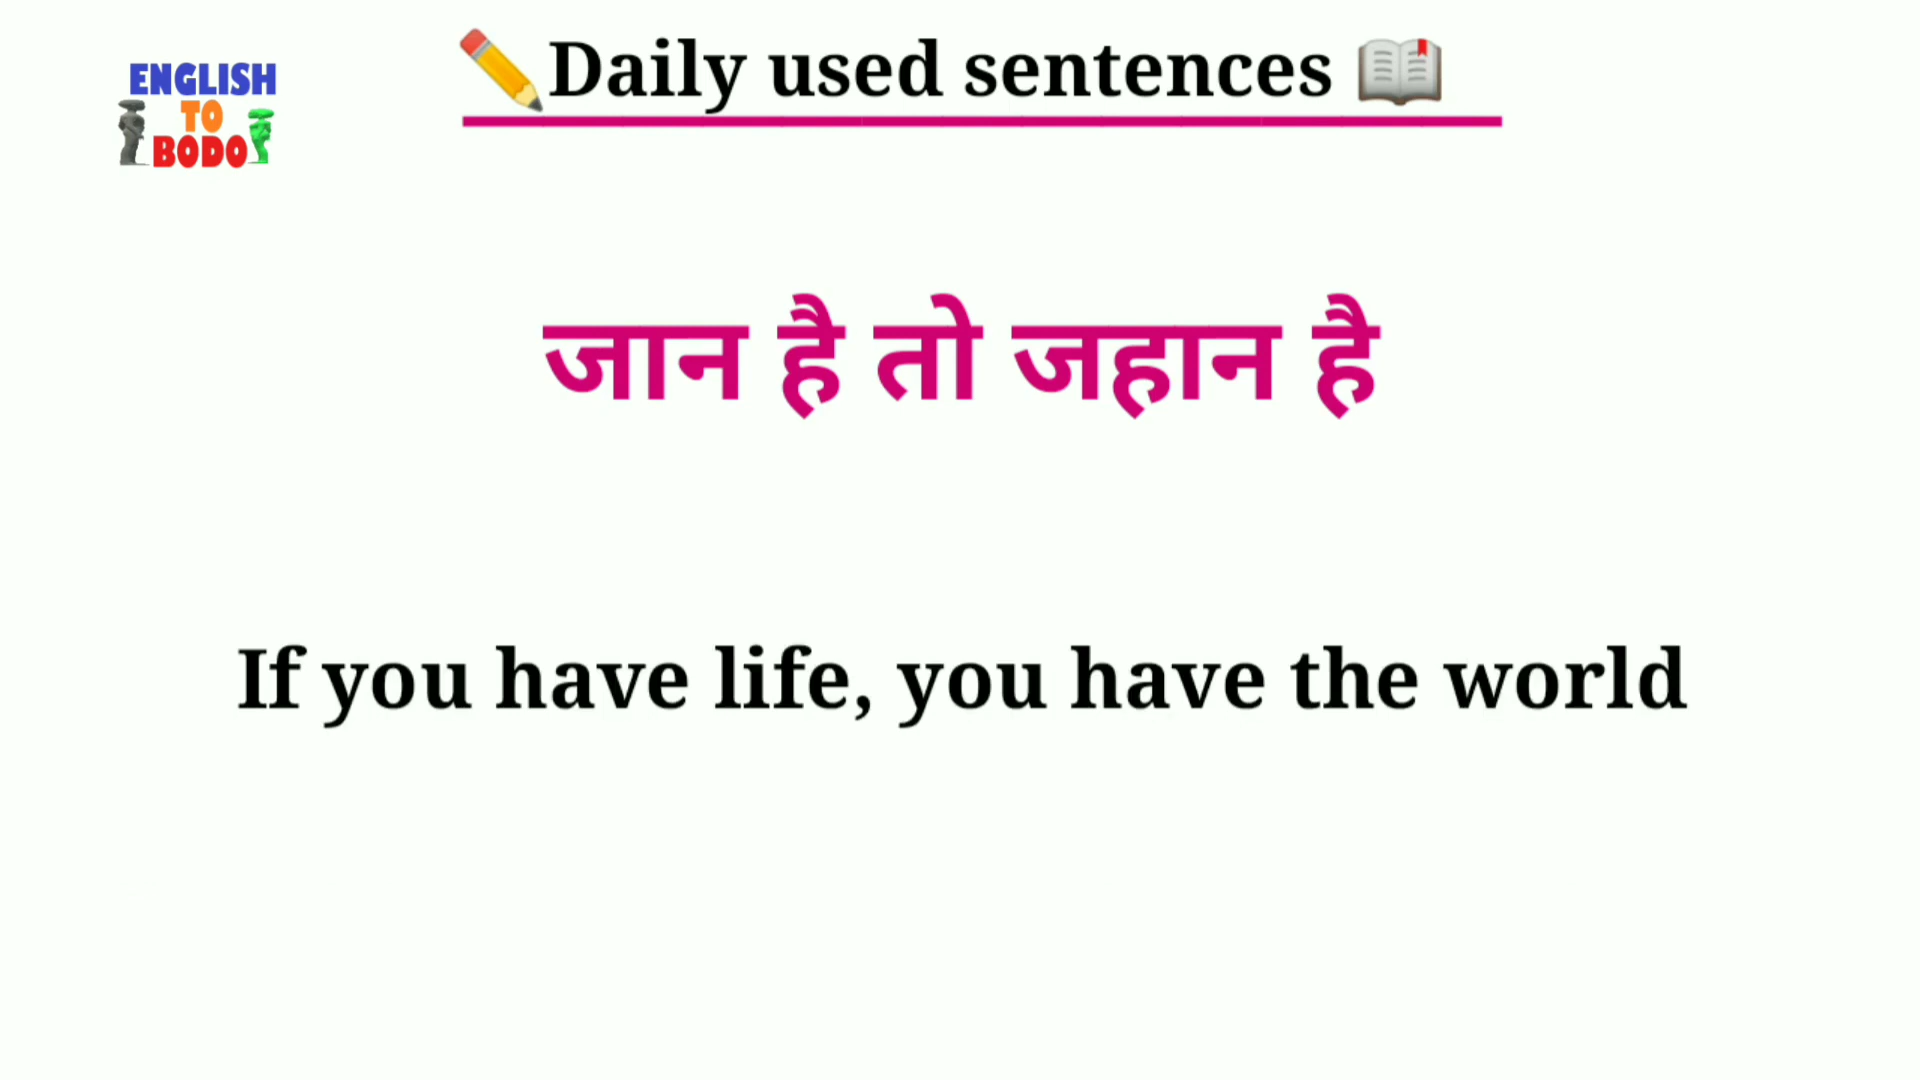 ✏️Daily used sentences 📖
ENGLISH
TO
BODO
जान है तो जहान है
If you have life, you have the world